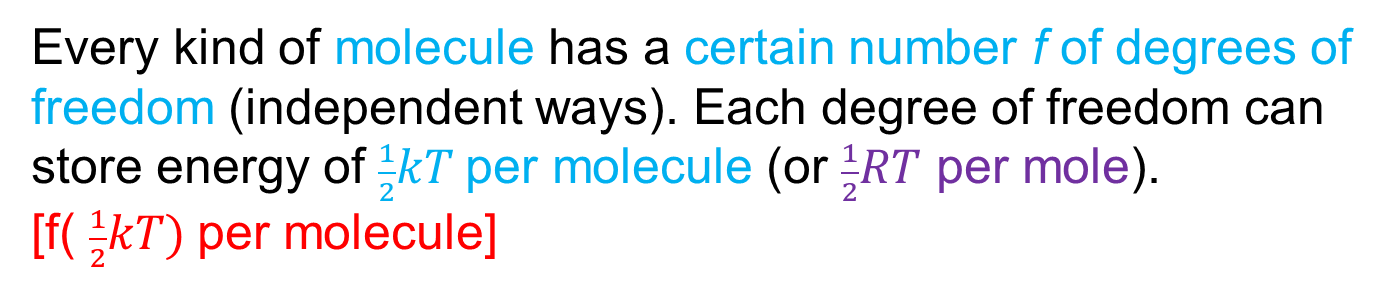 Every kind of molecule has a certain number f of degrees of
freedom (independent ways). Each degree of freedom can
store energy of ½kT per molecule (or ½RT per mole).
[f( ½kT) per molecule]